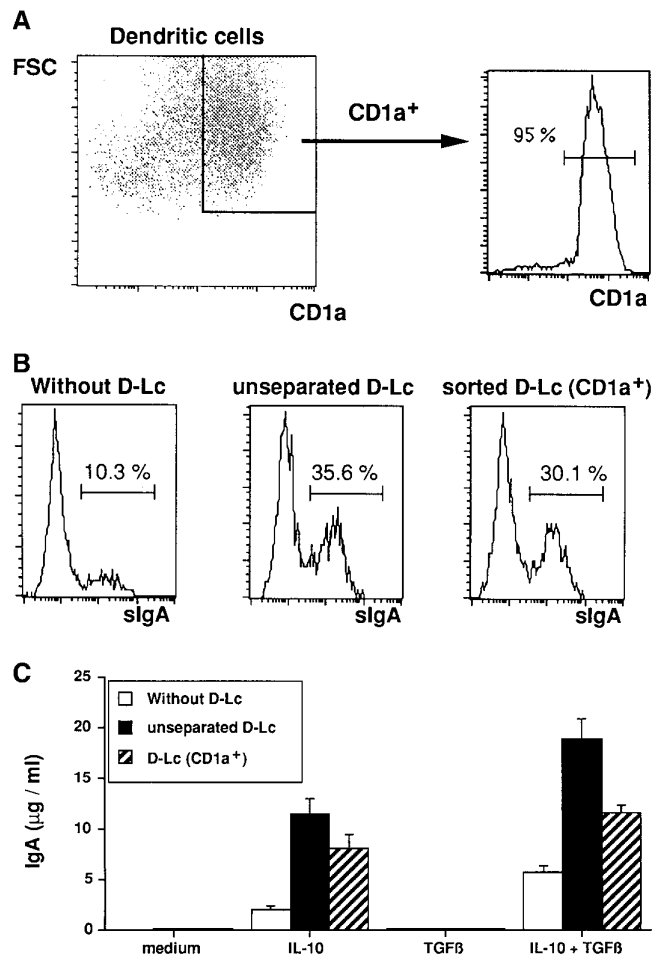 A
Dendritic cells
FSC
CD1a+
95 %
CD1a
CD1a
B
Without D-Lc
unseparated D-Lc
sorted D-Lc (CD1a+)
10.3 %
35.6 %
30.1 %
sIgA
sIgA
sIgA
C
25
20
15
10
5
0
IgA (µg / ml)
Without D-Lc
unseparated D-Lc
D-Lc (CD1a+)
medium
IL-10
TGFß
IL-10 + TGFß